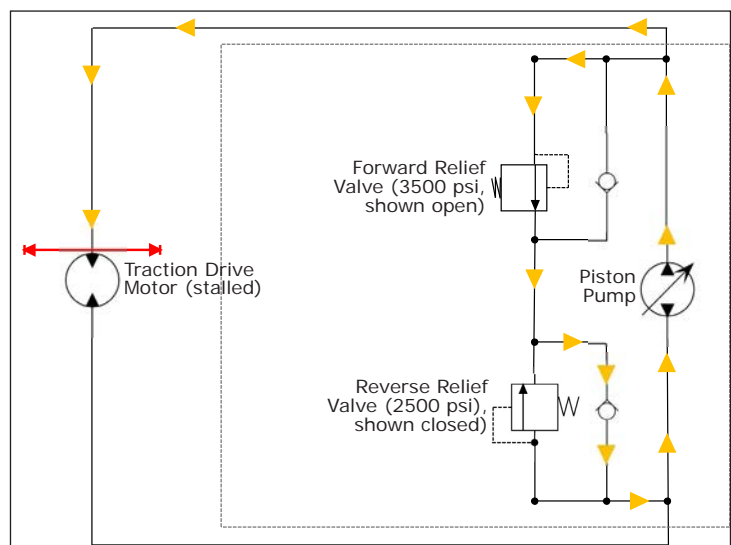 Forward Relief
Valve (3500 psi,
shown open)
Traction Drive
Motor (stalled)
Piston
Pump
Reverse Relief
Valve (2500 psi),
shown closed)